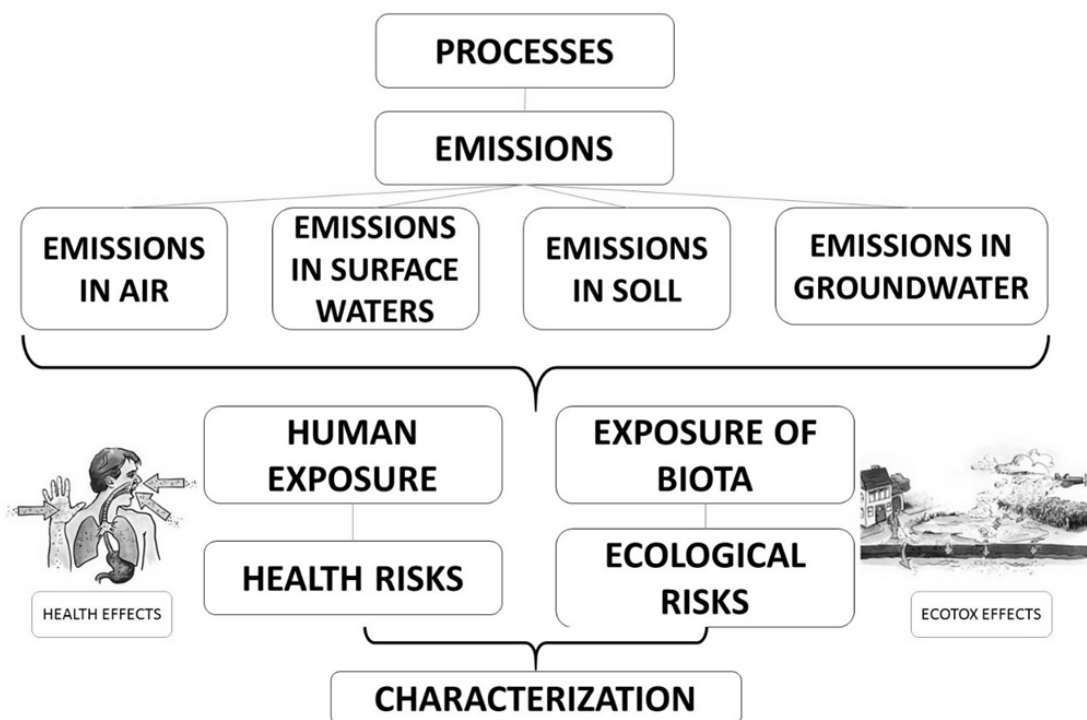 PROCESSES
EMISSIONS
EMISSIONS
IN AIR
EMISSIONS
IN SURFACE
WATERS
EMISSIONS
IN SOLL
EMISSIONS IN
GROUNDWATER
HUMAN
EXPOSURE
EXPOSURE OF
BIOTA
HEALTH RISKS
ECOLOGICAL
RISKS
HEALTH EFFECTS
ECOTOX EFFECTS
CHARACTERIZATION